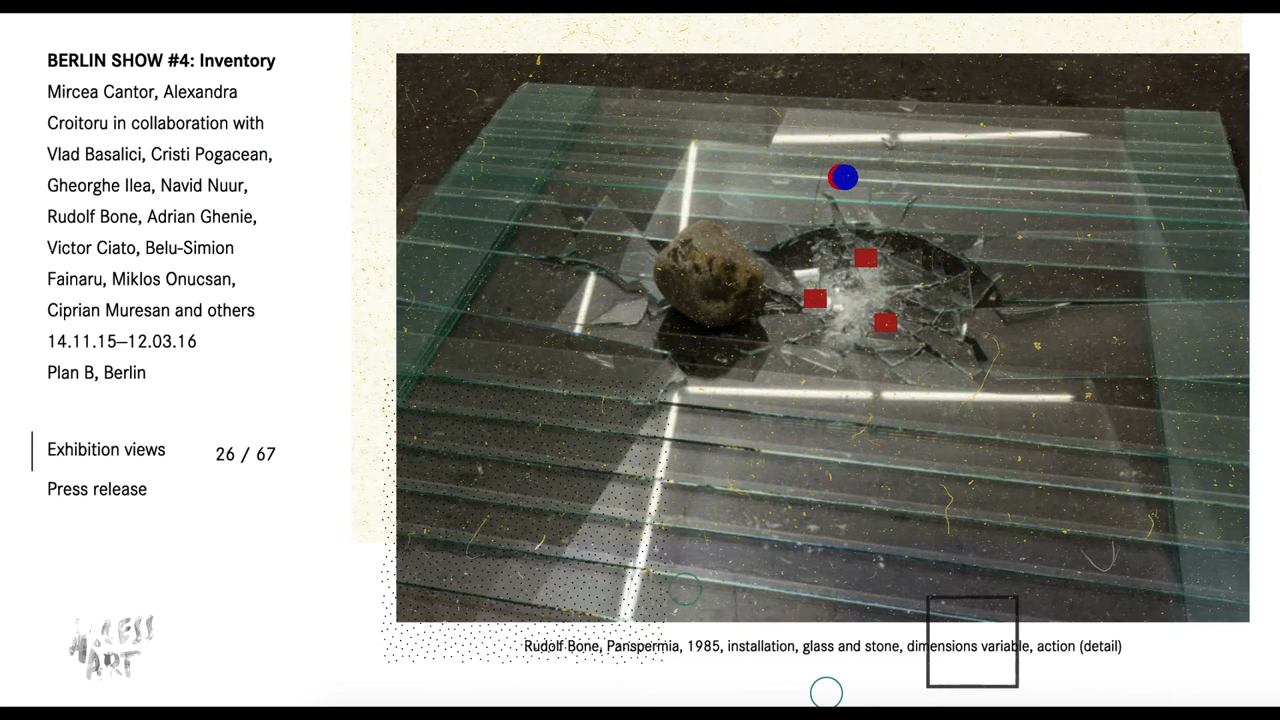 BERLIN SHOW #4: Inventory
Mircea Cantor, Alexandra
Croitoru in collaboration with
Vlad Basalici, Cristi Pogacean,
Gheorghe Ilea, Navid Nuur,
Rudolf Bone, Adrian Ghenie,
Victor Ciato, Belu-Simion
Fainaru, Miklos Onucsan,
Ciprian Muresan and others
14.11.15—12.03.16
Plan B, Berlin
Exhibition views
26 / 67
Press release
ACCESS
ART
Rudolf Bone, Panspermia, 1985, installation, glass and stone, dimensions variable, action (detail)